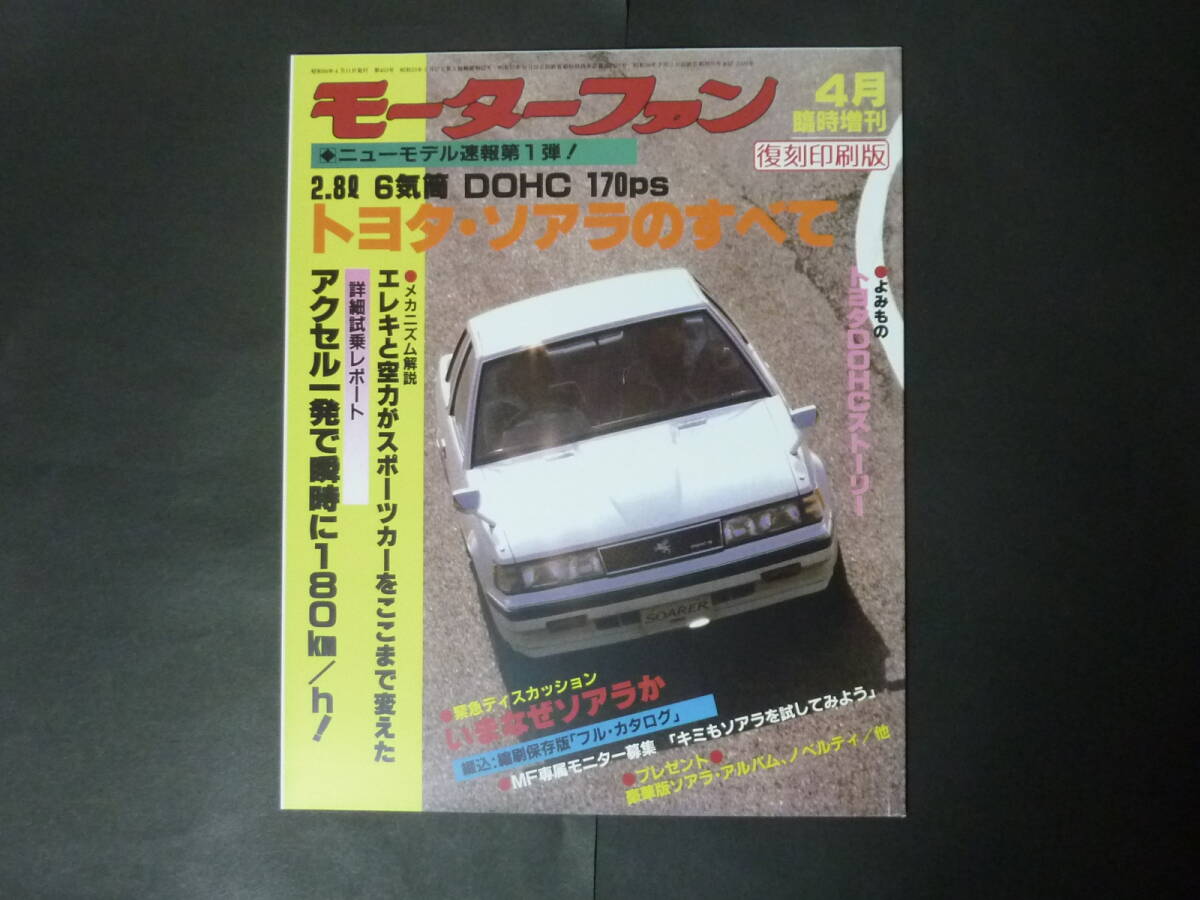 モーターファン
4月
臨時増刊
復刻印刷版
◆ニューモデル速報第1弾!
2.8ℓ 6気筒 DOHC 170ps
トヨタ・ソアラのすべて
●よみもの
トヨタDOHCストーリー
●メカニズム解説
エレキと空力がスポーツカーをここまで変えた
詳細試乗レポート
アクセル一発で瞬時に180km/h!
SOARER
●緊急ディスカッション
いまなぜソアラか
綴込:縮刷保存版「フル・カタログ」
●MF専属モニター募集 「キミもソアラを試してみよう」
●プレゼント●
豪華版ソアラ・アルバム、ノベルティ/他